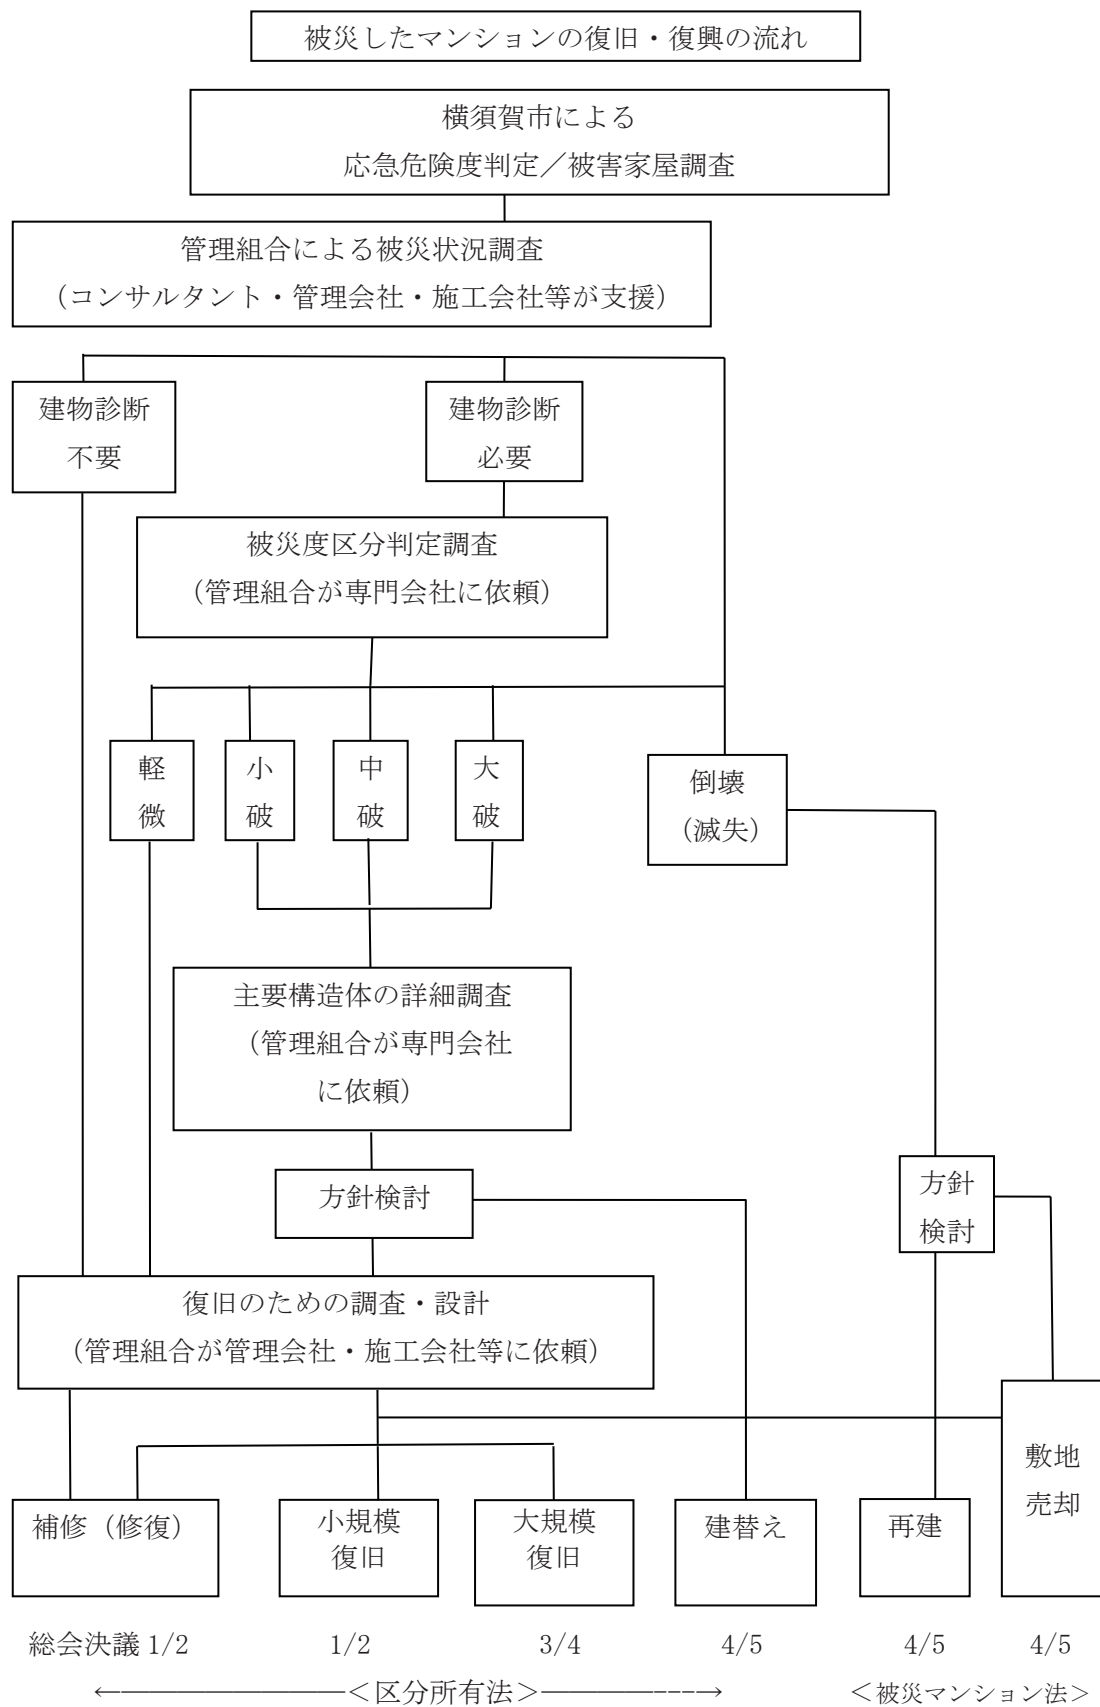 被災したマンションの復旧・復興の流れ
横須賀市による
応急危険度判定／被害家屋調査
管理組合による被災状況調査
（コンサルタント・管理会社・施工会社等が支援）
建物診断
不要
建物診断
必要
被災度区分判定調査
（管理組合が専門会社に依頼）
軽
微
小
破
中
破
大
破
倒壊
（滅失）
主要構造体の詳細調査
（管理組合が専門会社
に依頼）
方針検討
方針
検討
復旧のための調査・設計
（管理組合が管理会社・施工会社等に依頼）
敷地
売却
補修（修復）
小規模
復旧
大規模
復旧
建替え
再建
総会決議 1/2 1/2 3/4 4/5 4/5 4/5
←――――――――――＜区分所有法＞―――――----→ ＜被災マンション法＞